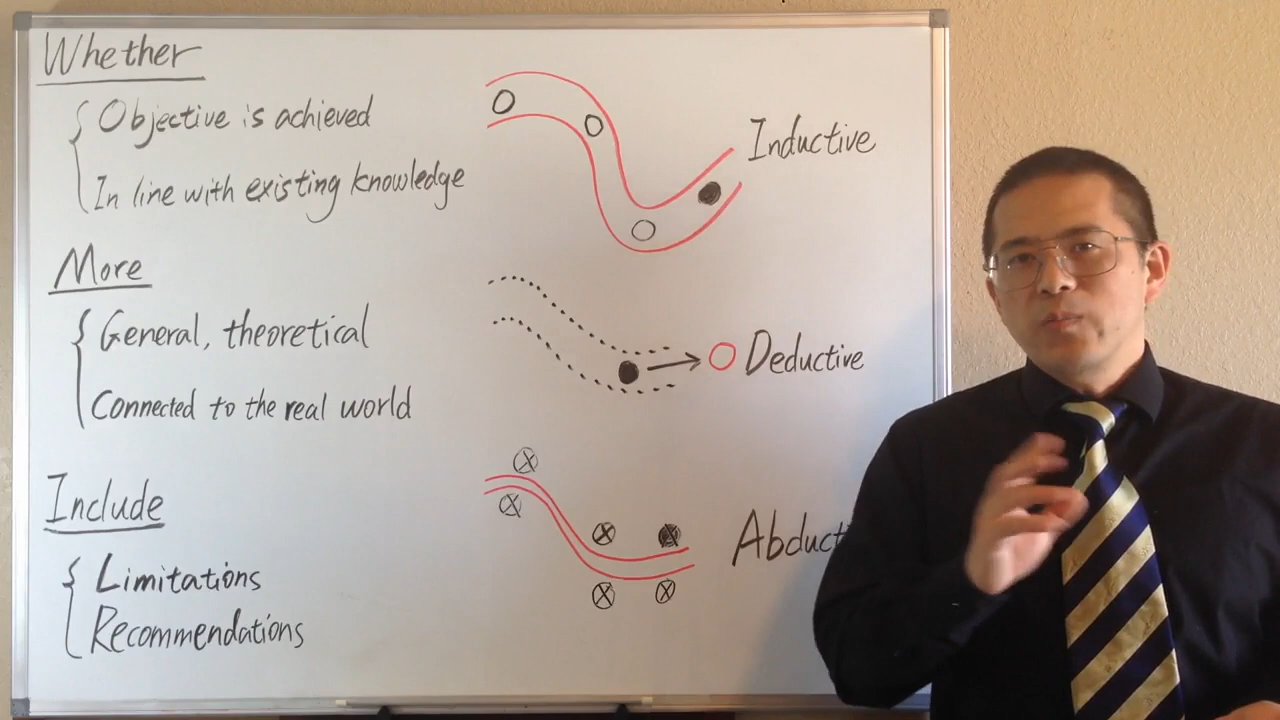 Whether
Objective is achieved
In line with existing knowledge
More
General, theoretical
Connected to the real world
Include
Limitations
Recommendations
Inductive
Deductive
Abduct